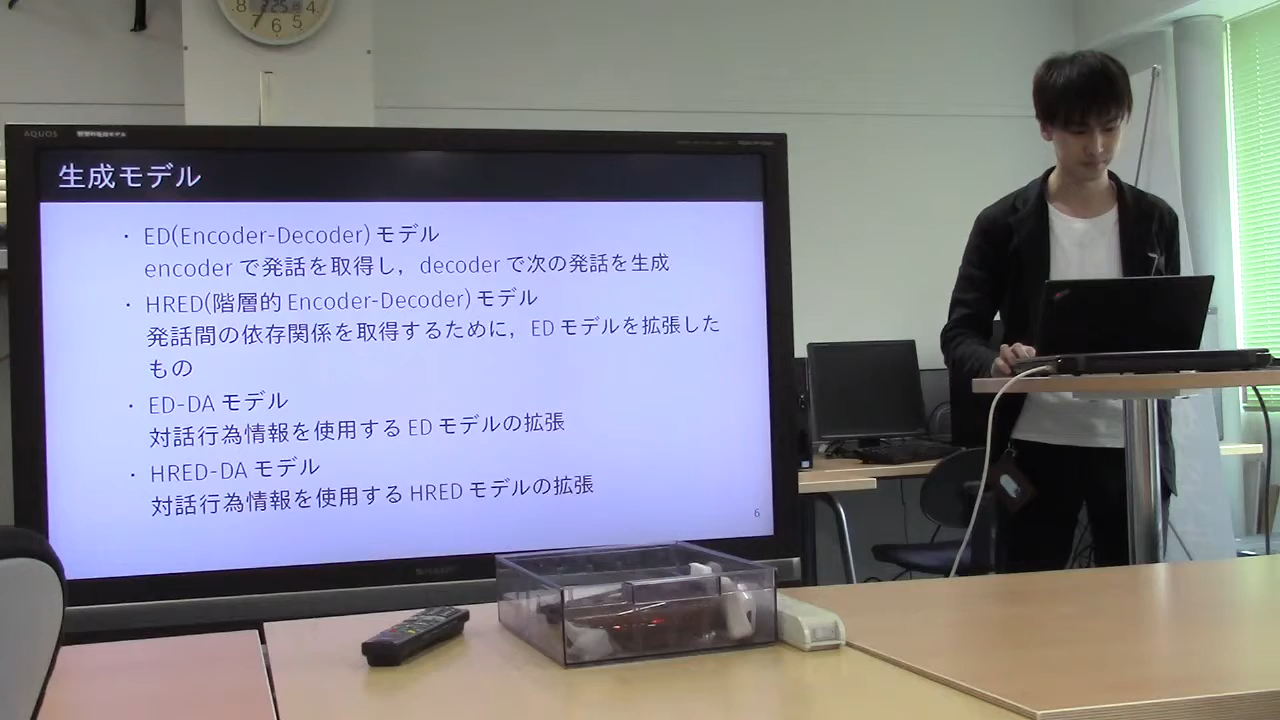 8
7
6
5
4
AQUOS
生成モデル
・ ED(Encoder-Decoder) モデル
encoder で発話を取得し，decoder で次の発話を生成
・ HRED(階層的 Encoder-Decoder) モデル
発話間の依存関係を取得するために，ED モデルを拡張した
もの
・ ED-DA モデル
対話行為情報を使用する ED モデルの拡張
・ HRED-DA モデル
対話行為情報を使用する HRED モデルの拡張
6
SHARP